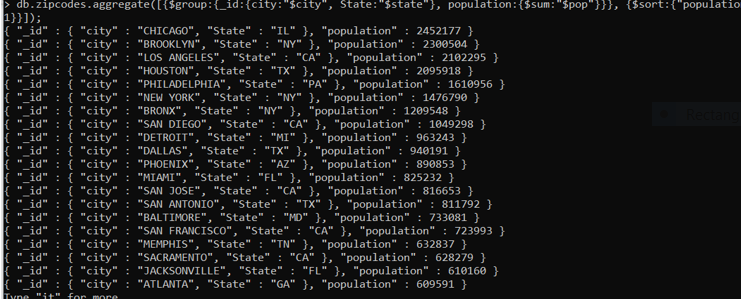 > db.zipcodes.aggregate([{$group:{_id:{city:"$city", State:"$state"}, population:{$sum:"$pop"}}}, {$sort:{"populatio
1}}]);
{ "_id" : { "city" : "CHICAGO", "State" : "IL" }, "population" : 2452177 }
{ "_id" : { "city" : "BROOKLYN", "State" : "NY" }, "population" : 2300504 }
{ "_id" : { "city" : "LOS ANGELES", "State" : "CA" }, "population" : 2102295 }
{ "_id" : { "city" : "HOUSTON", "State" : "TX" }, "population" : 2095918 }
{ "_id" : { "city" : "PHILADELPHIA", "State" : "PA" }, "population" : 1610956 }
{ "_id" : { "city" : "NEW YORK", "State" : "NY" }, "population" : 1476790 }
{ "_id" : { "city" : "BRONX", "State" : "NY" }, "population" : 1209548 }
{ "_id" : { "city" : "SAN DIEGO", "State" : "CA" }, "population" : 1049298 }
{ "_id" : { "city" : "DETROIT", "State" : "MI" }, "population" : 963243 }
{ "_id" : { "city" : "DALLAS", "State" : "TX" }, "population" : 940191 }
{ "_id" : { "city" : "PHOENIX", "State" : "AZ" }, "population" : 890853 }
{ "_id" : { "city" : "MIAMI", "State" : "FL" }, "population" : 825232 }
{ "_id" : { "city" : "SAN JOSE", "State" : "CA" }, "population" : 816653 }
{ "_id" : { "city" : "SAN ANTONIO", "State" : "TX" }, "population" : 811792 }
{ "_id" : { "city" : "BALTIMORE", "State" : "MD" }, "population" : 733081 }
{ "_id" : { "city" : "SAN FRANCISCO", "State" : "CA" }, "population" : 723993 }
{ "_id" : { "city" : "MEMPHIS", "State" : "TN" }, "population" : 632837 }
{ "_id" : { "city" : "SACRAMENTO", "State" : "CA" }, "population" : 628279 }
{ "_id" : { "city" : "JACKSONVILLE", "State" : "FL" }, "population" : 610160 }
{ "_id" : { "city" : "ATLANTA", "State" : "GA" }, "population" : 609591 }
Type "it" for more